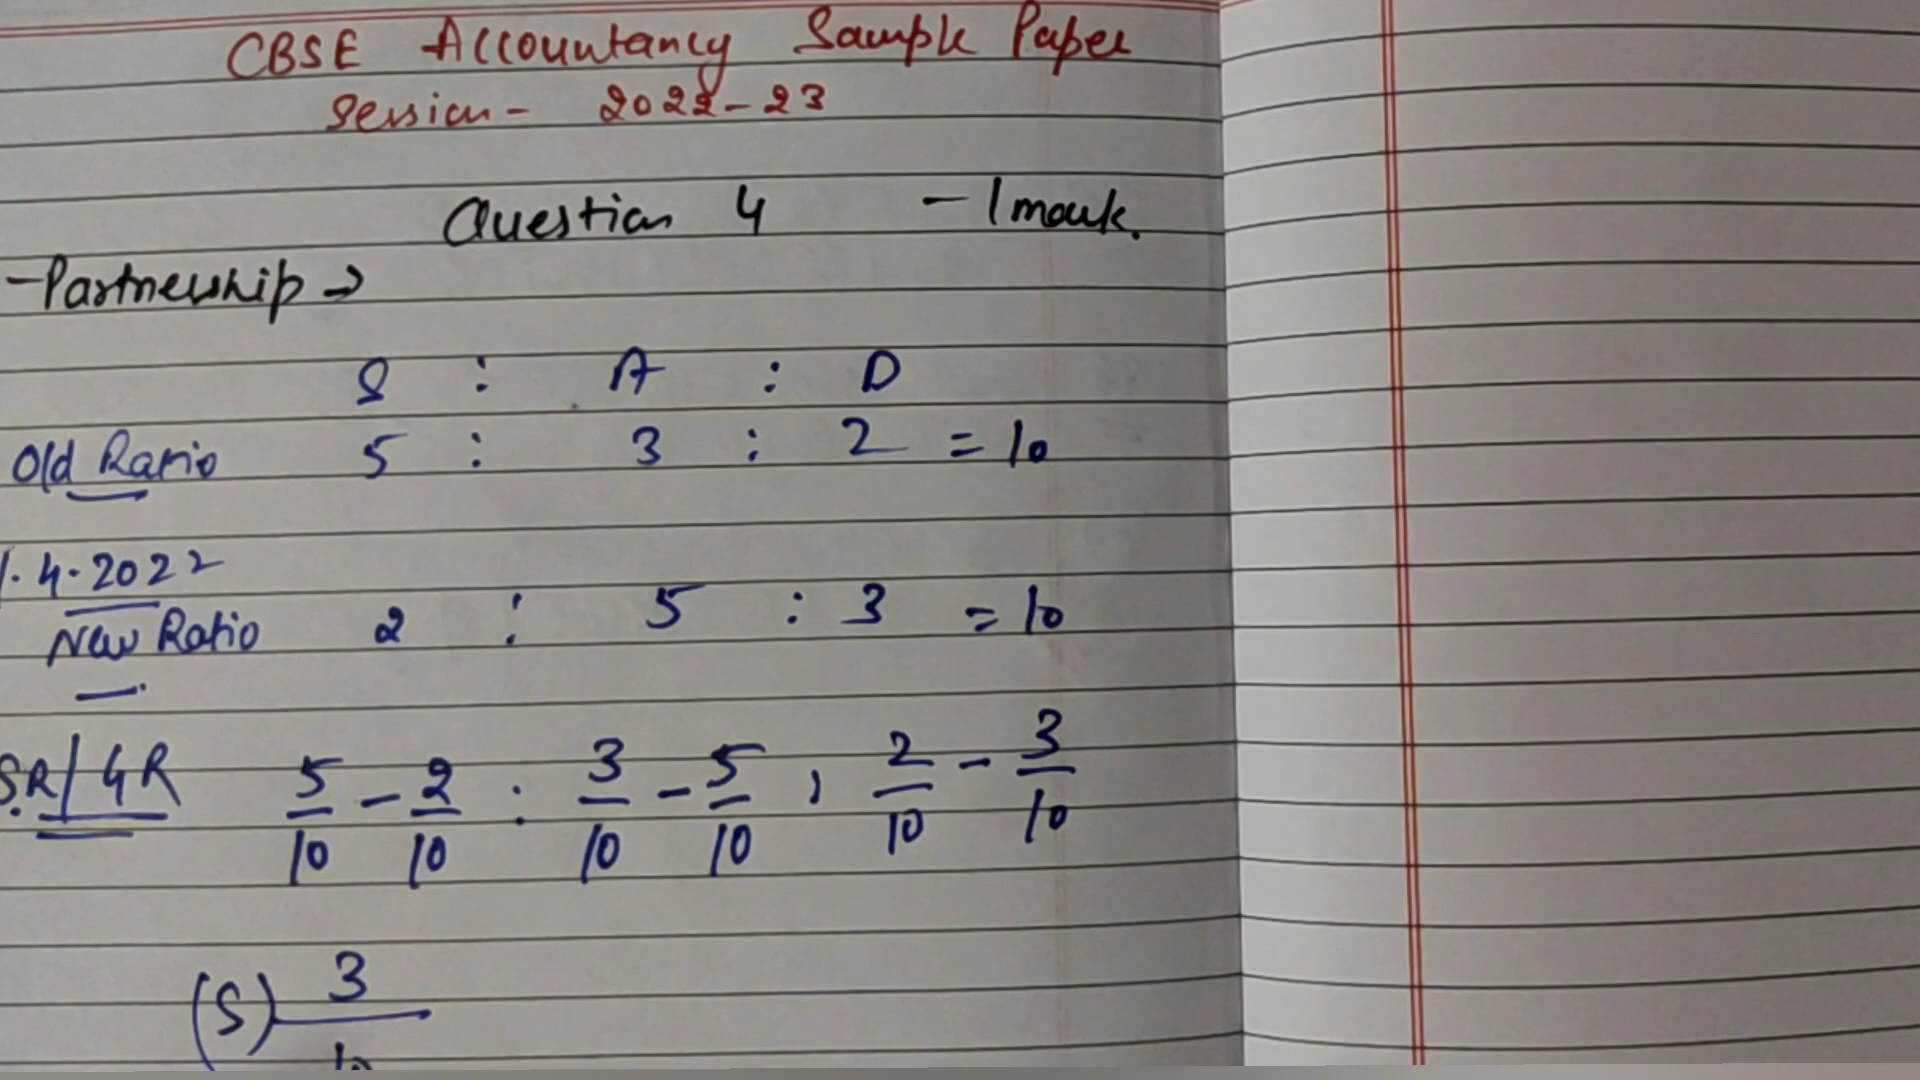 CBSE Accountancy Sample Paper
Session - 2022-23
Question 4 - 1 mark.
-Partnership →
S : A : D
Old Ratio 5 : 3 : 2 = 10
1.4.2022
New Ratio 2 : 5 : 3 = 10
S.R/GR 5/10 - 2/10 : 3/10 - 5/10 , 2/10 - 3/10
(S) 3/10